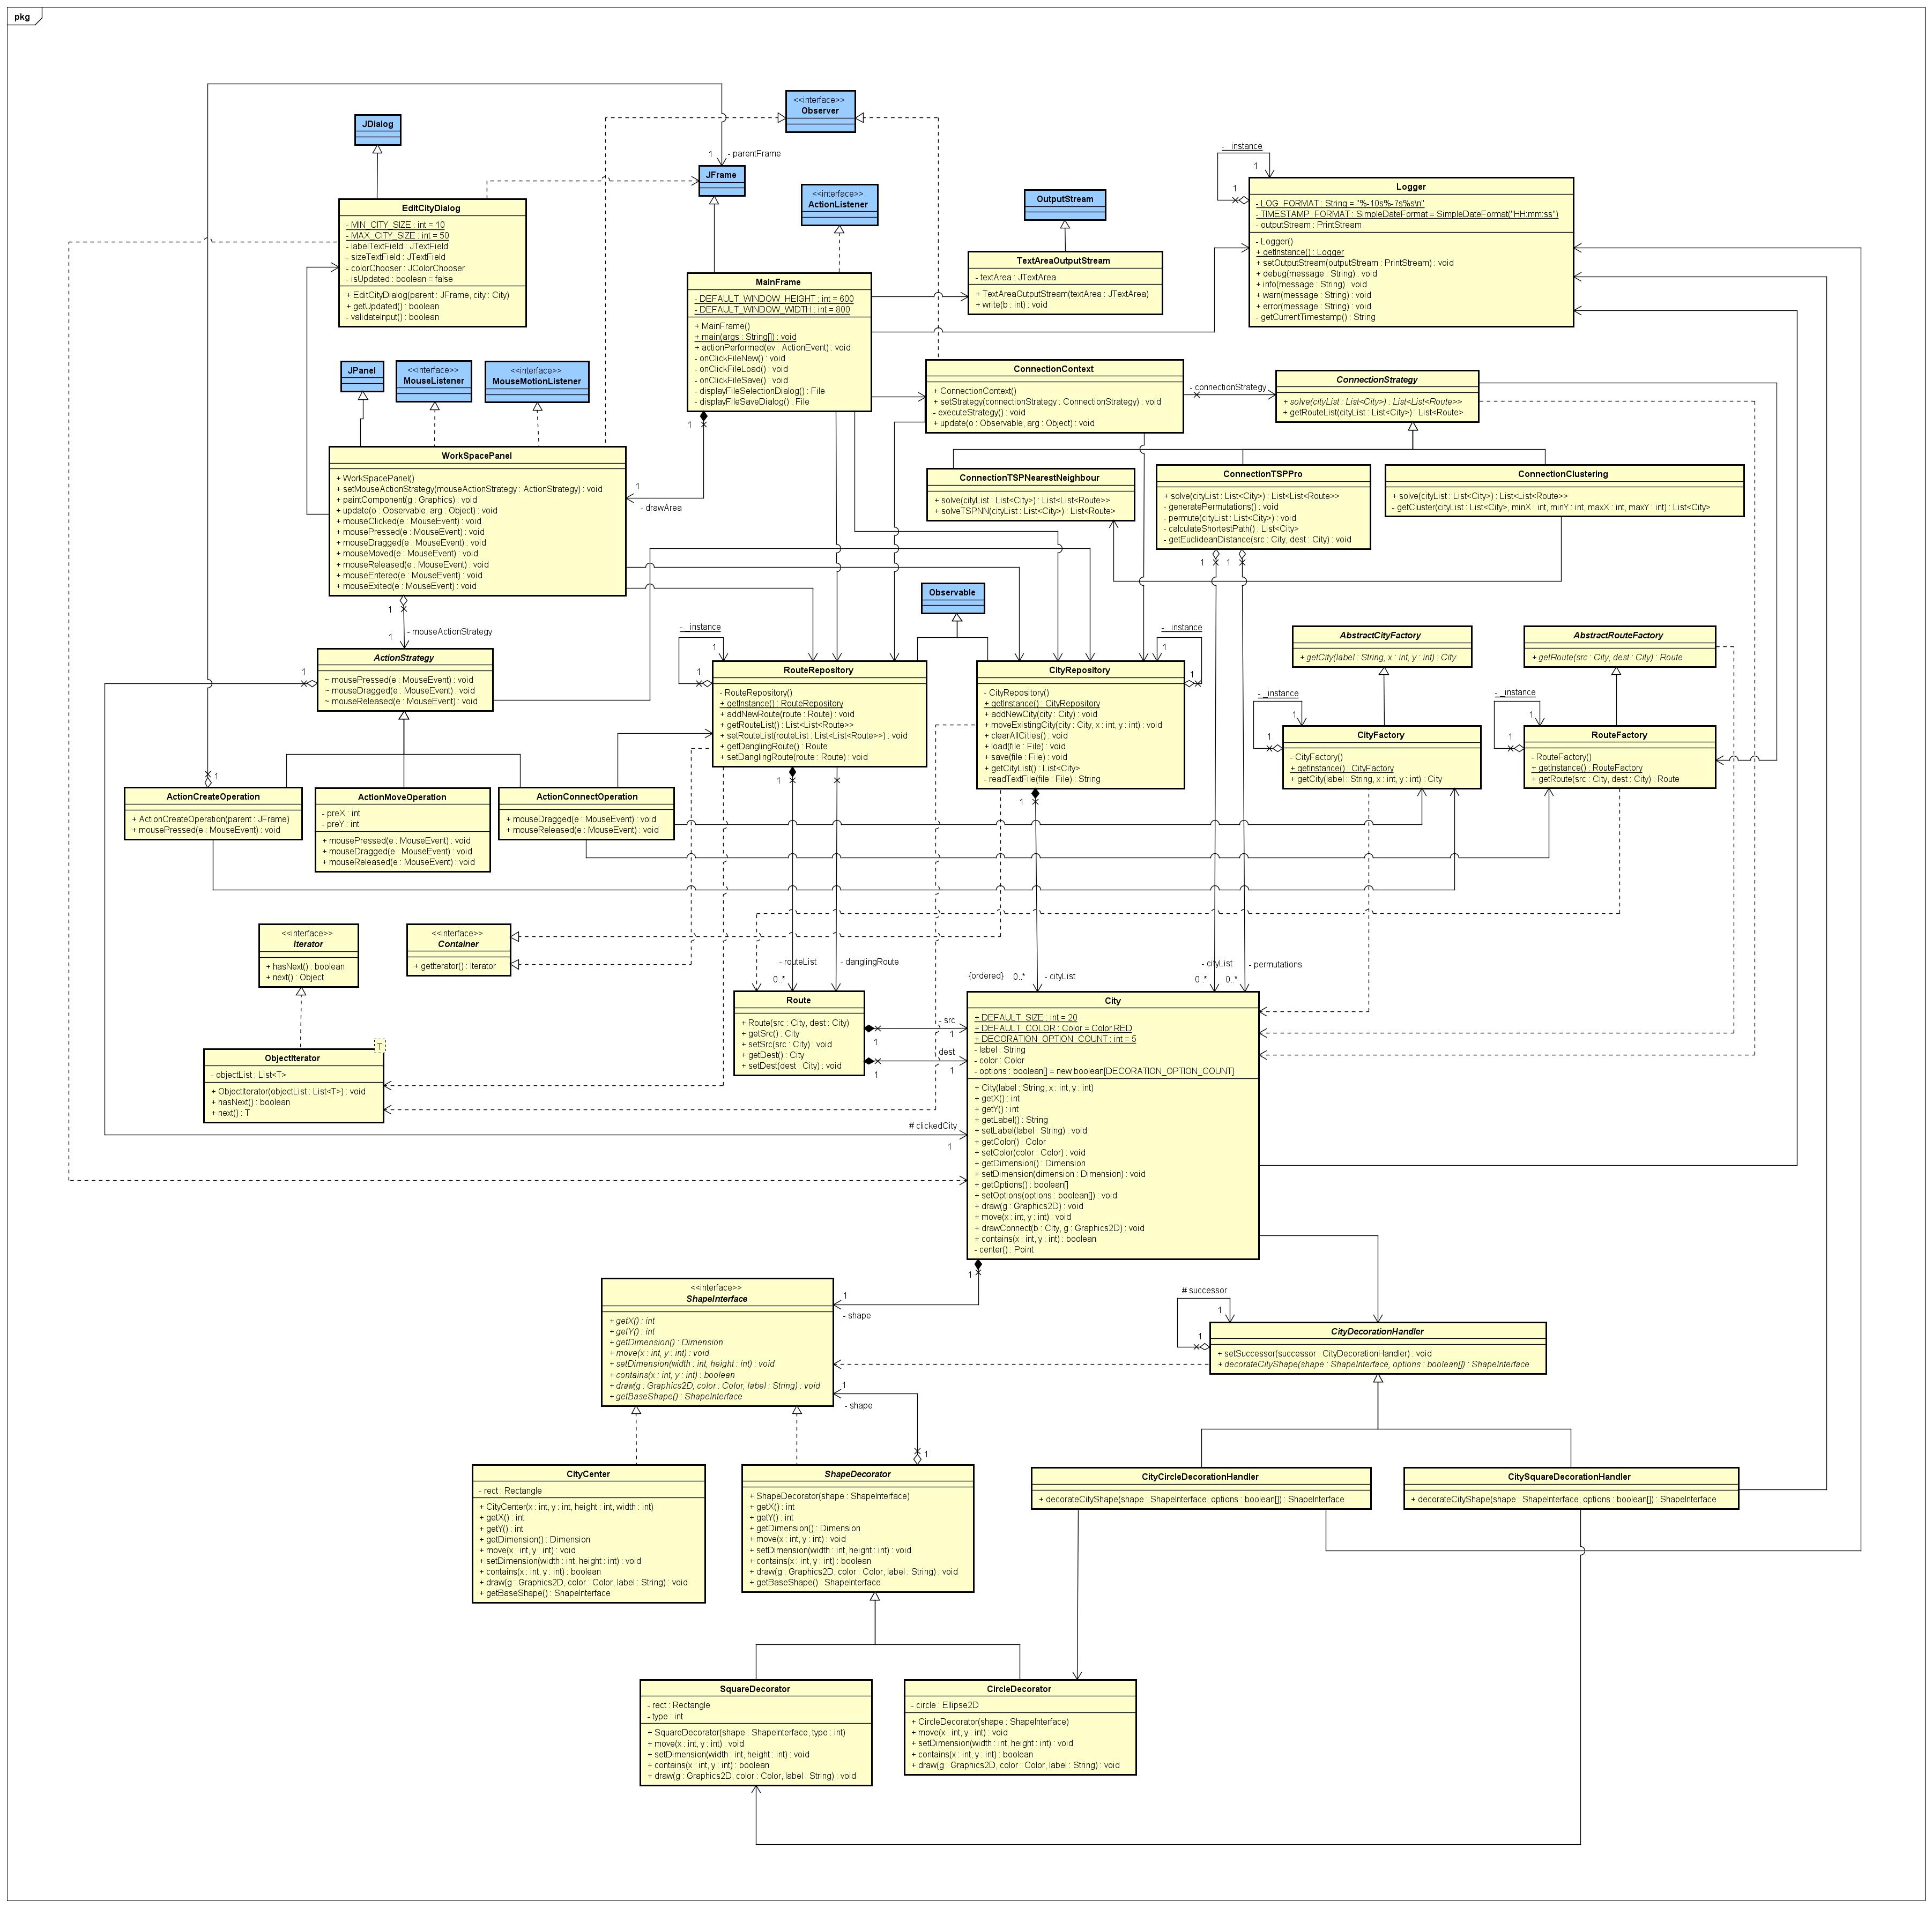 pkg
<<interface>>
Observer
JDialog
- parentFrame
1
JFrame
<<interface>>
ActionListener
OutputStream
EditCityDialog
- MIN_CITY_SIZE : int = 10
- MAX_CITY_SIZE : int = 50
- labelTextField : JTextField
- sizeTextField : JTextField
- colorChooser : JColorChooser
- isUpdated : boolean = false
+ EditCityDialog(parent : JFrame, city : City)
+ getUpdated() : boolean
- validateInput() : boolean
- _instance
1
1
Logger
- LOG_FORMAT : String = "%-10s%-7s%s\n"
- TIMESTAMP_FORMAT : SimpleDateFormat = SimpleDateFormat("HH:mm:ss")
- outputStream : PrintStream
- Logger()
+ getInstance() : Logger
+ setOutputStream(outputStream : PrintStream) : void
+ debug(message : String) : void
+ info(message : String) : void
+ warn(message : String) : void
+ error(message : String) : void
- getCurrentTimestamp() : String
TextAreaOutputStream
- textArea : JTextArea
+ TextAreaOutputStream(textArea : JTextArea)
+ write(b : int) : void
MainFrame
- DEFAULT_WINDOW_HEIGHT : int = 600
- DEFAULT_WINDOW_WIDTH : int = 800
+ MainFrame()
+ main(args : String[]) : void
+ actionPerformed(ev : ActionEvent) : void
- onClickFileNew() : void
- onClickFileLoad() : void
- onClickFileSave() : void
- displayFileSelectionDialog() : File
- displayFileSaveDialog() : File
1
1
- drawArea
JPanel
<<interface>>
MouseListener
<<interface>>
MouseMotionListener
ConnectionContext
+ ConnectionContext()
+ setStrategy(connectionStrategy : ConnectionStrategy) : void
- executeStrategy() : void
+ update(o : Observable, arg : Object) : void
- connectionStrategy
ConnectionStrategy
+ solve(cityList : List<City>) : List<List<Route>>
+ getRouteList(cityList : List<City>) : List<Route>
WorkSpacePanel
+ WorkSpacePanel()
+ setMouseActionStrategy(mouseActionStrategy : ActionStrategy) : void
+ paintComponent(g : Graphics) : void
+ update(o : Observable, arg : Object) : void
+ mouseClicked(e : MouseEvent) : void
+ mousePressed(e : MouseEvent) : void
+ mouseDragged(e : MouseEvent) : void
+ mouseMoved(e : MouseEvent) : void
+ mouseReleased(e : MouseEvent) : void
+ mouseEntered(e : MouseEvent) : void
+ mouseExited(e : MouseEvent) : void
1
- mouseActionStrategy
1
ConnectionTSPNearestNeighbour
+ solve(cityList : List<City>) : List<List<Route>>
+ solveTSPNN(cityList : List<City>) : List<Route>
ConnectionTSPPro
+ solve(cityList : List<City>) : List<List<Route>>
- generatePermutations() : void
- permute(cityList : List<City>) : void
- calculateShortestPath() : List<City>
- getEuclideanDistance(src : City, dest : City) : void
1
1
ConnectionClustering
+ solve(cityList : List<City>) : List<List<Route>>
- getCluster(cityList : List<City>, minX : int, minY : int, maxX : int, maxY : int) : List<City>
Observable
ActionStrategy
~ mousePressed(e : MouseEvent) : void
~ mouseDragged(e : MouseEvent) : void
~ mouseReleased(e : MouseEvent) : void
1
- _instance
1
1
RouteRepository
- RouteRepository()
+ getInstance() : RouteRepository
+ addNewRoute(route : Route) : void
+ getRouteList() : List<List<Route>>
+ setRouteList(routeList : List<List<Route>>) : void
+ getDanglingRoute() : Route
+ setDanglingRoute(route : Route) : void
1
- _instance
1
1
CityRepository
- CityRepository()
+ getInstance() : CityRepository
+ addNewCity(city : City) : void
+ moveExistingCity(city : City, x : int, y : int) : void
+ clearAllCities() : void
+ load(file : File) : void
+ save(file : File) : void
+ getCityList() : List<City>
- readTextFile(file : File) : String
1
AbstractCityFactory
+ getCity(label : String, x : int, y : int) : City
AbstractRouteFactory
+ getRoute(src : City, dest : City) : Route
- _instance
1
1
CityFactory
- CityFactory()
+ getInstance() : CityFactory
+ getCity(label : String, x : int, y : int) : City
- _instance
1
1
RouteFactory
- RouteFactory()
+ getInstance() : RouteFactory
+ getRoute(src : City, dest : City) : Route
1
ActionCreateOperation
+ ActionCreateOperation(parent : JFrame)
+ mousePressed(e : MouseEvent) : void
ActionMoveOperation
- preX : int
- preY : int
+ mousePressed(e : MouseEvent) : void
+ mouseDragged(e : MouseEvent) : void
+ mouseReleased(e : MouseEvent) : void
ActionConnectOperation
+ mouseDragged(e : MouseEvent) : void
+ mouseReleased(e : MouseEvent) : void
<<interface>>
Iterator
+ hasNext() : boolean
+ next() : Object
<<interface>>
Container
+ getIterator() : Iterator
- routeList
0..*
- danglingRoute
{ordered}
0..*
- cityList
- cityList
0..*
- permutations
0..*
Route
+ Route(src : City, dest : City)
+ getSrc() : City
+ setSrc(src : City) : void
+ getDest() : City
+ setDest(dest : City) : void
- src
1
1
dest
1
1
ObjectIterator
T
- objectList : List<T>
+ ObjectIterator(objectList : List<T>) : void
+ hasNext() : boolean
+ next() : T
# clickedCity
1
City
+ DEFAULT_SIZE : int = 20
+ DEFAULT_COLOR : Color = Color.RED
+ DECORATION_OPTION_COUNT : int = 5
- label : String
- color : Color
- options : boolean[] = new boolean[DECORATION_OPTION_COUNT]
+ City(label : String, x : int, y : int)
+ getX() : int
+ getY() : int
+ getLabel() : String
+ setLabel(label : String) : void
+ getColor() : Color
+ setColor(color : Color) : void
+ getDimension() : Dimension
+ setDimension(dimension : Dimension) : void
+ getOptions() : boolean[]
+ setOptions(options : boolean[]) : void
+ draw(g : Graphics2D) : void
+ move(x : int, y : int) : void
+ drawConnect(b : City, g : Graphics2D) : void
+ contains(x : int, y : int) : boolean
- center() : Point
1
1
- shape
<<interface>>
ShapeInterface
+ getX() : int
+ getY() : int
+ getDimension() : Dimension
+ move(x : int, y : int) : void
+ setDimension(width : int, height : int) : void
+ contains(x : int, y : int) : boolean
+ draw(g : Graphics2D, color : Color, label : String) : void
+ getBaseShape() : ShapeInterface
1
- shape
1
# successor
1
1
CityDecorationHandler
+ setSuccessor(successor : CityDecorationHandler) : void
+ decorateCityShape(shape : ShapeInterface, options : boolean[]) : ShapeInterface
CityCenter
- rect : Rectangle
+ CityCenter(x : int, y : int, height : int, width : int)
+ getX() : int
+ getY() : int
+ getDimension() : Dimension
+ move(x : int, y : int) : void
+ setDimension(width : int, height : int) : void
+ contains(x : int, y : int) : boolean
+ draw(g : Graphics2D, color : Color, label : String) : void
+ getBaseShape() : ShapeInterface
ShapeDecorator
+ ShapeDecorator(shape : ShapeInterface)
+ getX() : int
+ getY() : int
+ getDimension() : Dimension
+ move(x : int, y : int) : void
+ setDimension(width : int, height : int) : void
+ contains(x : int, y : int) : boolean
+ draw(g : Graphics2D, color : Color, label : String) : void
+ getBaseShape() : ShapeInterface
CityCircleDecorationHandler
+ decorateCityShape(shape : ShapeInterface, options : boolean[]) : ShapeInterface
CitySquareDecorationHandler
+ decorateCityShape(shape : ShapeInterface, options : boolean[]) : ShapeInterface
SquareDecorator
- rect : Rectangle
- type : int
+ SquareDecorator(shape : ShapeInterface, type : int)
+ move(x : int, y : int) : void
+ setDimension(width : int, height : int) : void
+ contains(x : int, y : int) : boolean
+ draw(g : Graphics2D, color : Color, label : String) : void
CircleDecorator
- circle : Ellipse2D
+ CircleDecorator(shape : ShapeInterface)
+ move(x : int, y : int) : void
+ setDimension(width : int, height : int) : void
+ contains(x : int, y : int) : boolean
+ draw(g : Graphics2D, color : Color, label : String) : void